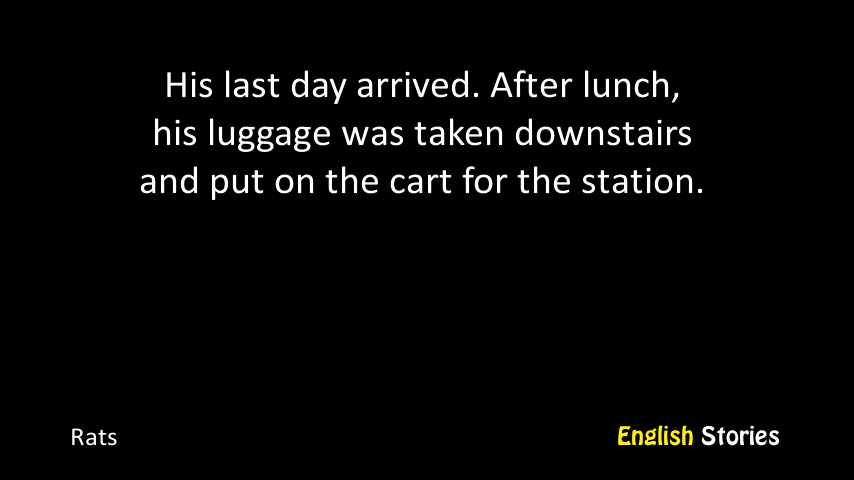 His last day arrived. After lunch,
his luggage was taken downstairs
and put on the cart for the station.
Rats
English Stories